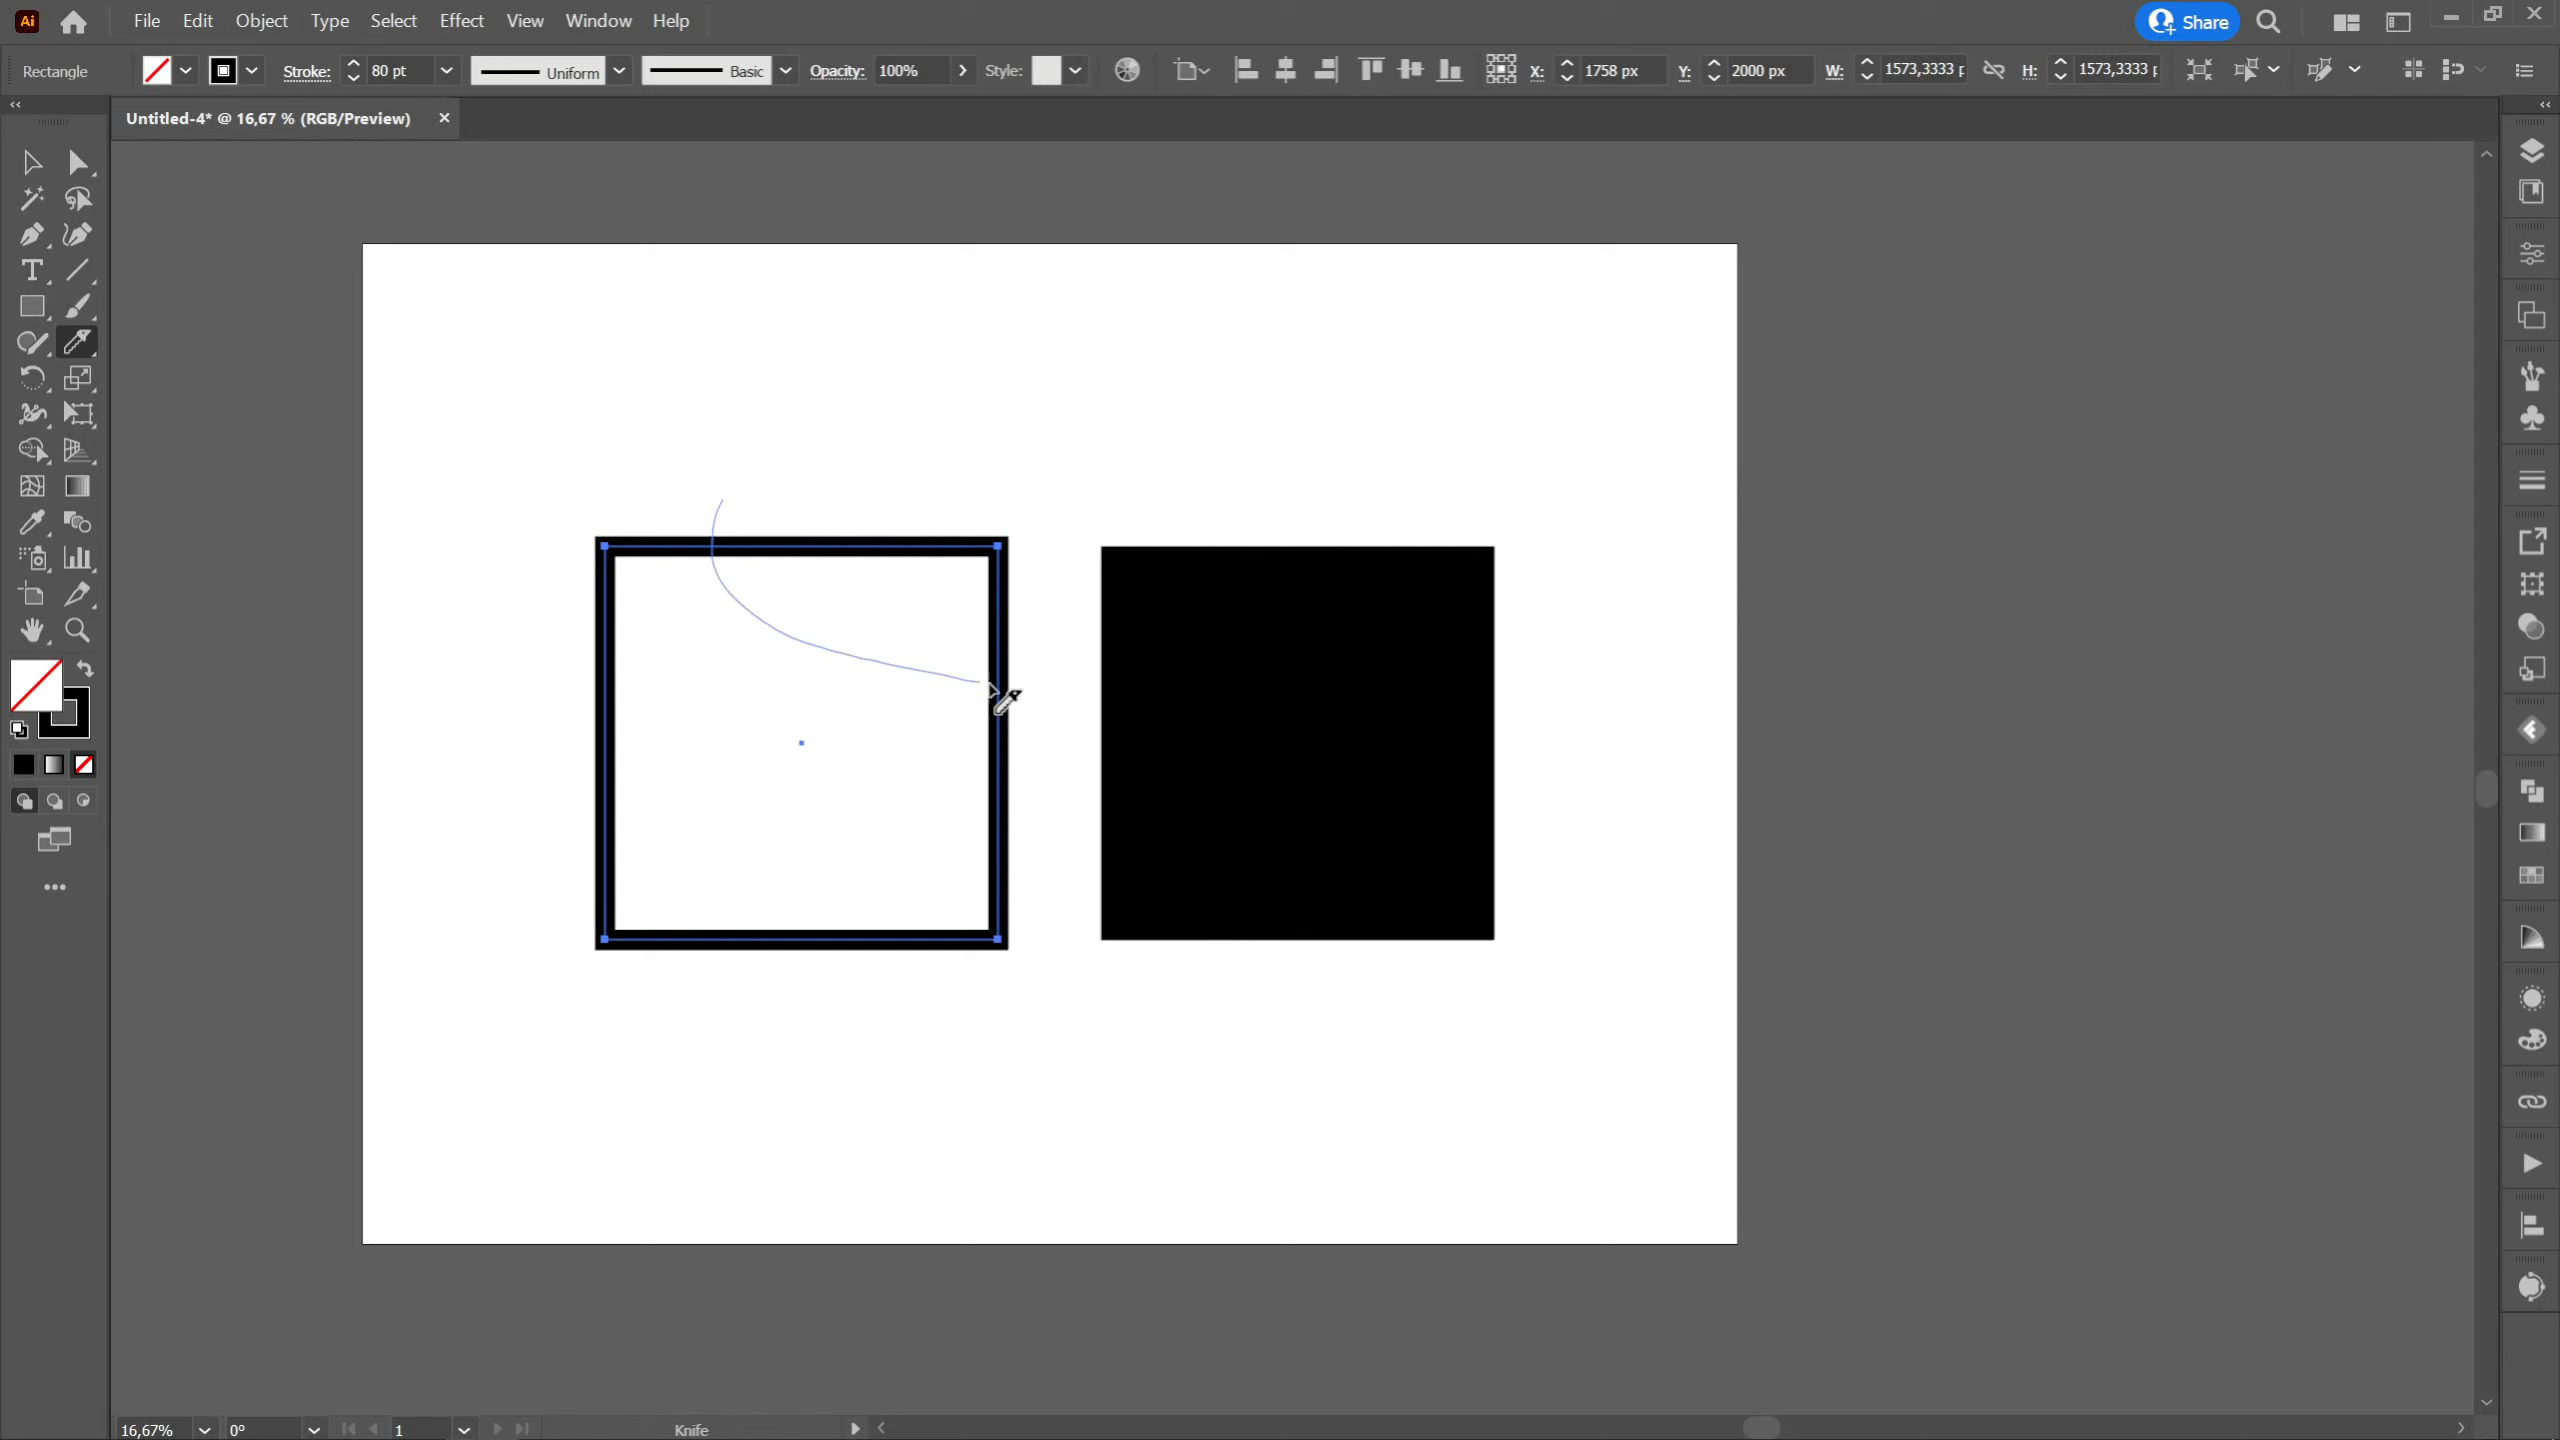 Ai File Edit Object Type Select Effect View Window Help Share
Rectangle Stroke: 80 pt Uniform Basic Opacity: 100% Style: X: 1758 px Y: 2000 px W: 1573,3333 p H: 1573,3333 p
Untitled-4* @ 16,67 % (RGB/Preview)
16,67% 0° 1 Knife